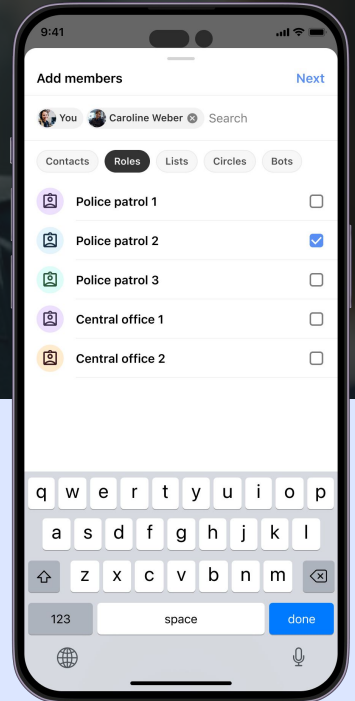 9:41
Add members Next
You Caroline Weber Search
Contacts Roles Lists Circles Bots
Police patrol 1
Police patrol 2
Police patrol 3
Central office 1
Central office 2
q w e r t y u i o p
a s d f g h j k l
z x c v b n m
123 space done